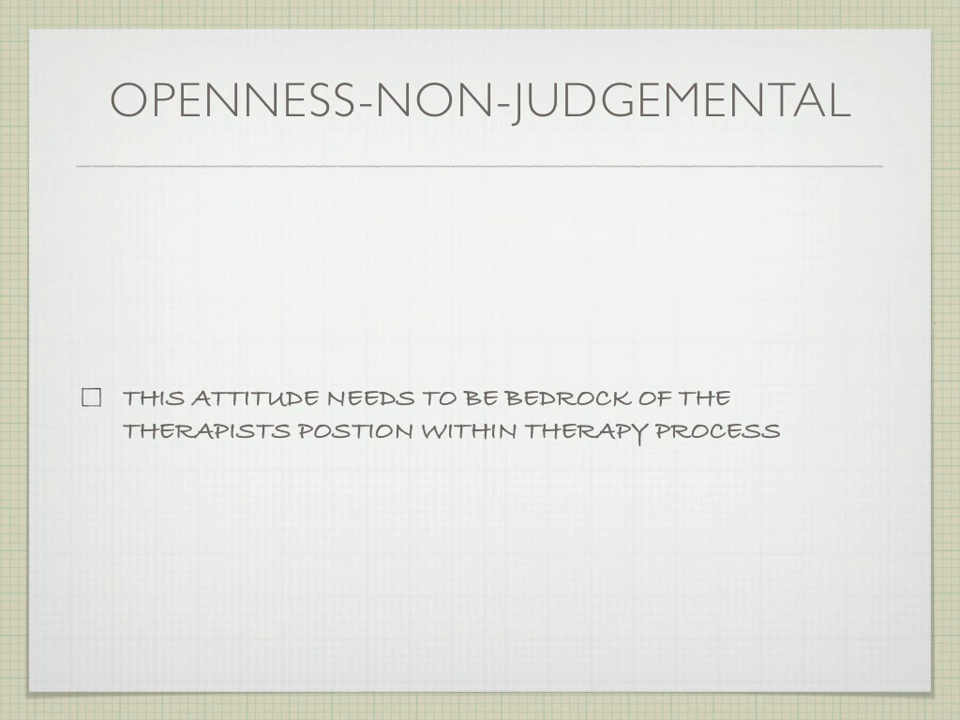 OPENNESS-NON-JUDGEMENTAL
THIS ATTITUDE NEEDS TO BE BEDROCK OF THE
THERAPISTS POSTION WITHIN THERAPY PROCESS